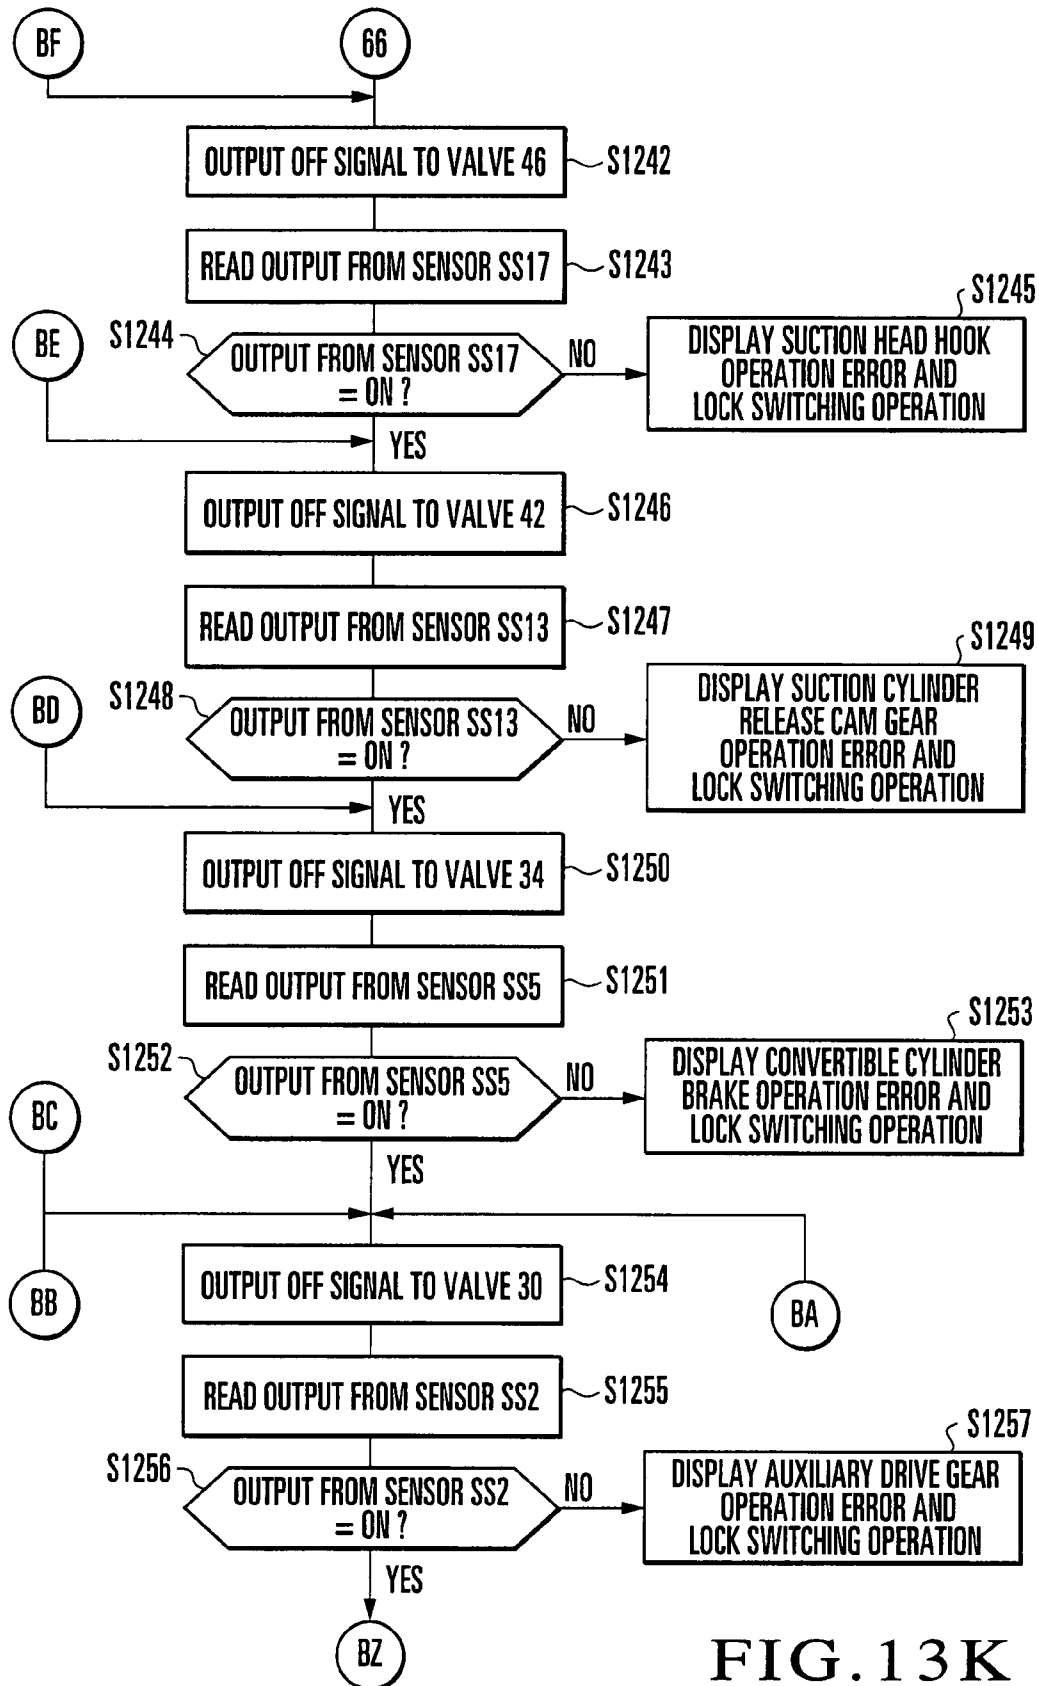 BF
66
OUTPUT OFF SIGNAL TO VALVE 46
S1242
READ OUTPUT FROM SENSOR SS17
S1243
S1244
OUTPUT FROM SENSOR SS17
= ON ?
NO
S1245
DISPLAY SUCTION HEAD HOOK
OPERATION ERROR AND
LOCK SWITCHING OPERATION
BE
YES
OUTPUT OFF SIGNAL TO VALVE 42
S1246
READ OUTPUT FROM SENSOR SS13
S1247
S1248
OUTPUT FROM SENSOR SS13
= ON ?
NO
S1249
DISPLAY SUCTION CYLINDER
RELEASE CAM GEAR
OPERATION ERROR AND
LOCK SWITCHING OPERATION
BD
YES
OUTPUT OFF SIGNAL TO VALVE 34
S1250
READ OUTPUT FROM SENSOR SS5
S1251
S1252
OUTPUT FROM SENSOR SS5
= ON ?
NO
S1253
DISPLAY CONVERTIBLE CYLINDER
BRAKE OPERATION ERROR AND
LOCK SWITCHING OPERATION
BC
YES
OUTPUT OFF SIGNAL TO VALVE 30
S1254
BB
BA
READ OUTPUT FROM SENSOR SS2
S1255
S1256
OUTPUT FROM SENSOR SS2
= ON ?
NO
S1257
DISPLAY AUXILIARY DRIVE GEAR
OPERATION ERROR AND
LOCK SWITCHING OPERATION
YES
BZ
FIG.13K